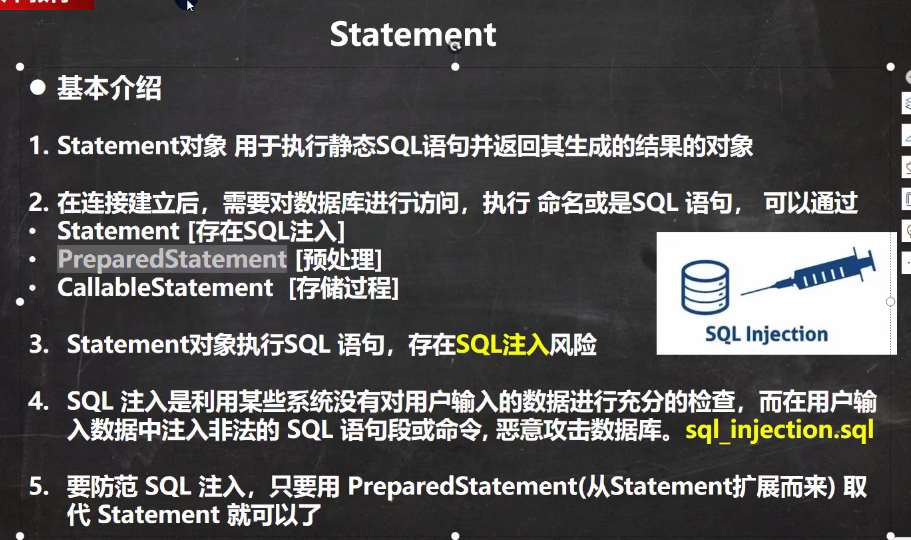 Statement
● 基本介绍
1. Statement对象 用于执行静态SQL语句并返回其生成的结果的对象
2. 在连接建立后，需要对数据库进行访问，执行 命名或是SQL 语句， 可以通过
• Statement [存在SQL注入]
• PreparedStatement [预处理]
• CallableStatement [存储过程]
SQL Injection
3. Statement对象执行SQL 语句，存在SQL注入风险
4. SQL 注入是利用某些系统没有对用户输入的数据进行充分的检查，而在用户输
入数据中注入非法的 SQL 语句段或命令, 恶意攻击数据库。sql_injection.sql
5. 要防范 SQL 注入，只要用 PreparedStatement(从Statement扩展而来) 取
代 Statement 就可以了